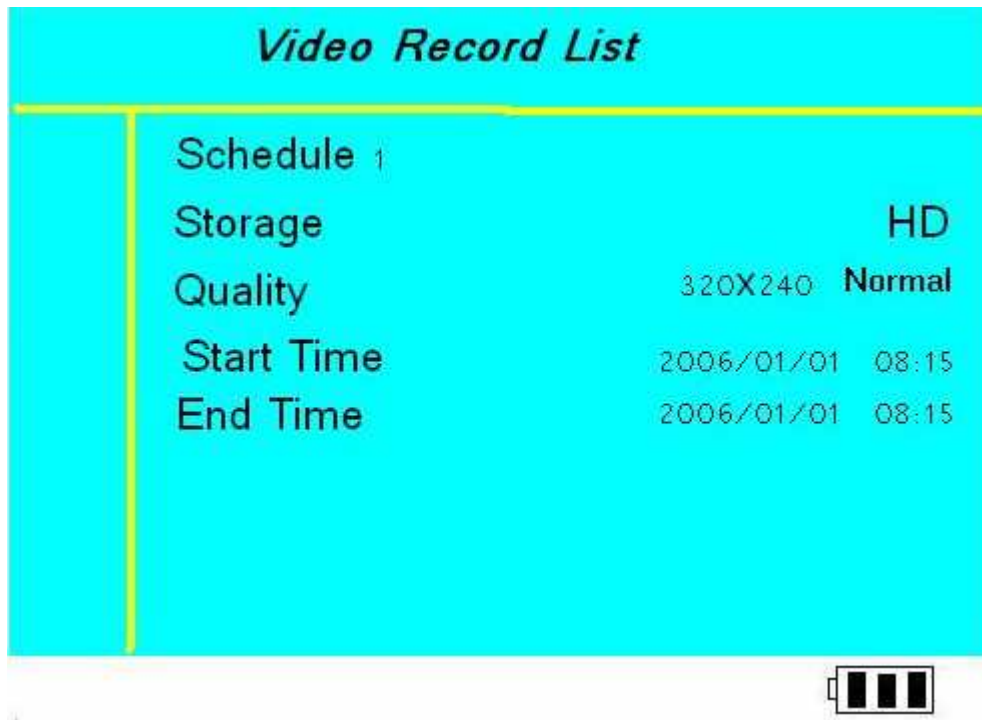 Video Record List
Schedule 1
Storage HD
Quality 320X240 Normal
Start Time 2006/01/01 08:15
End Time 2006/01/01 08:15